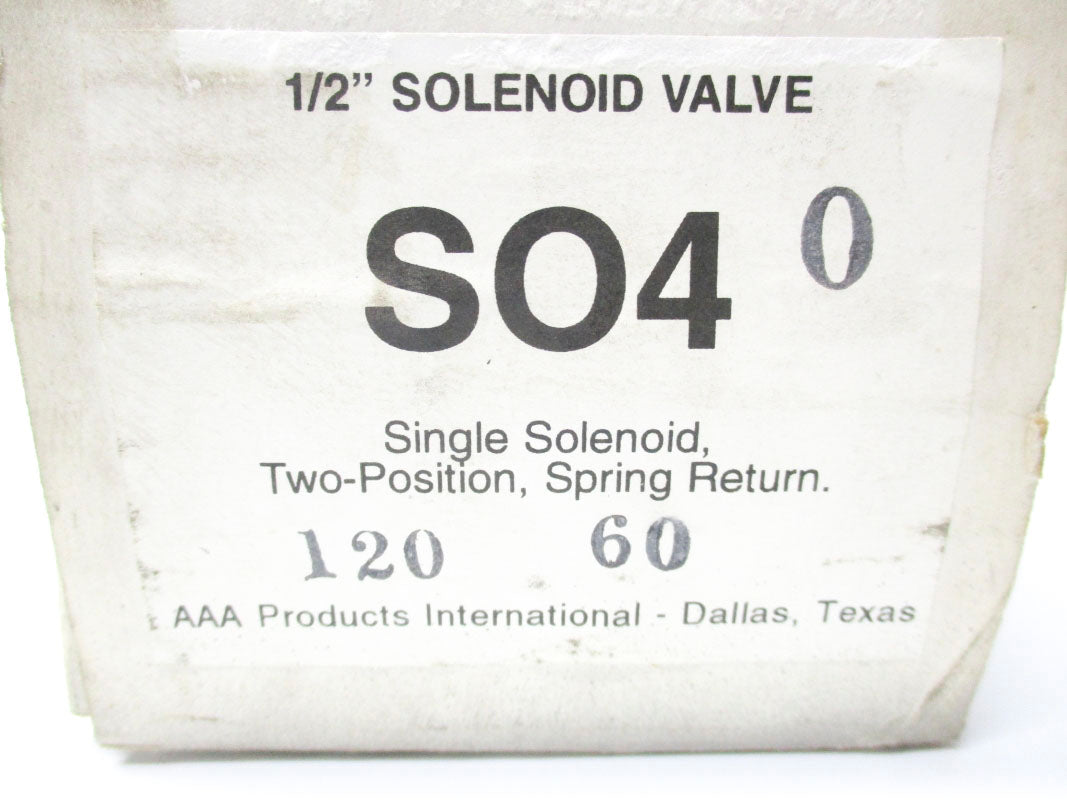 1/2” SOLENOID VALVE
SO4 0
Single Solenoid,
Two-Position, Spring Return.
120 60
AAA Products International - Dallas, Texas